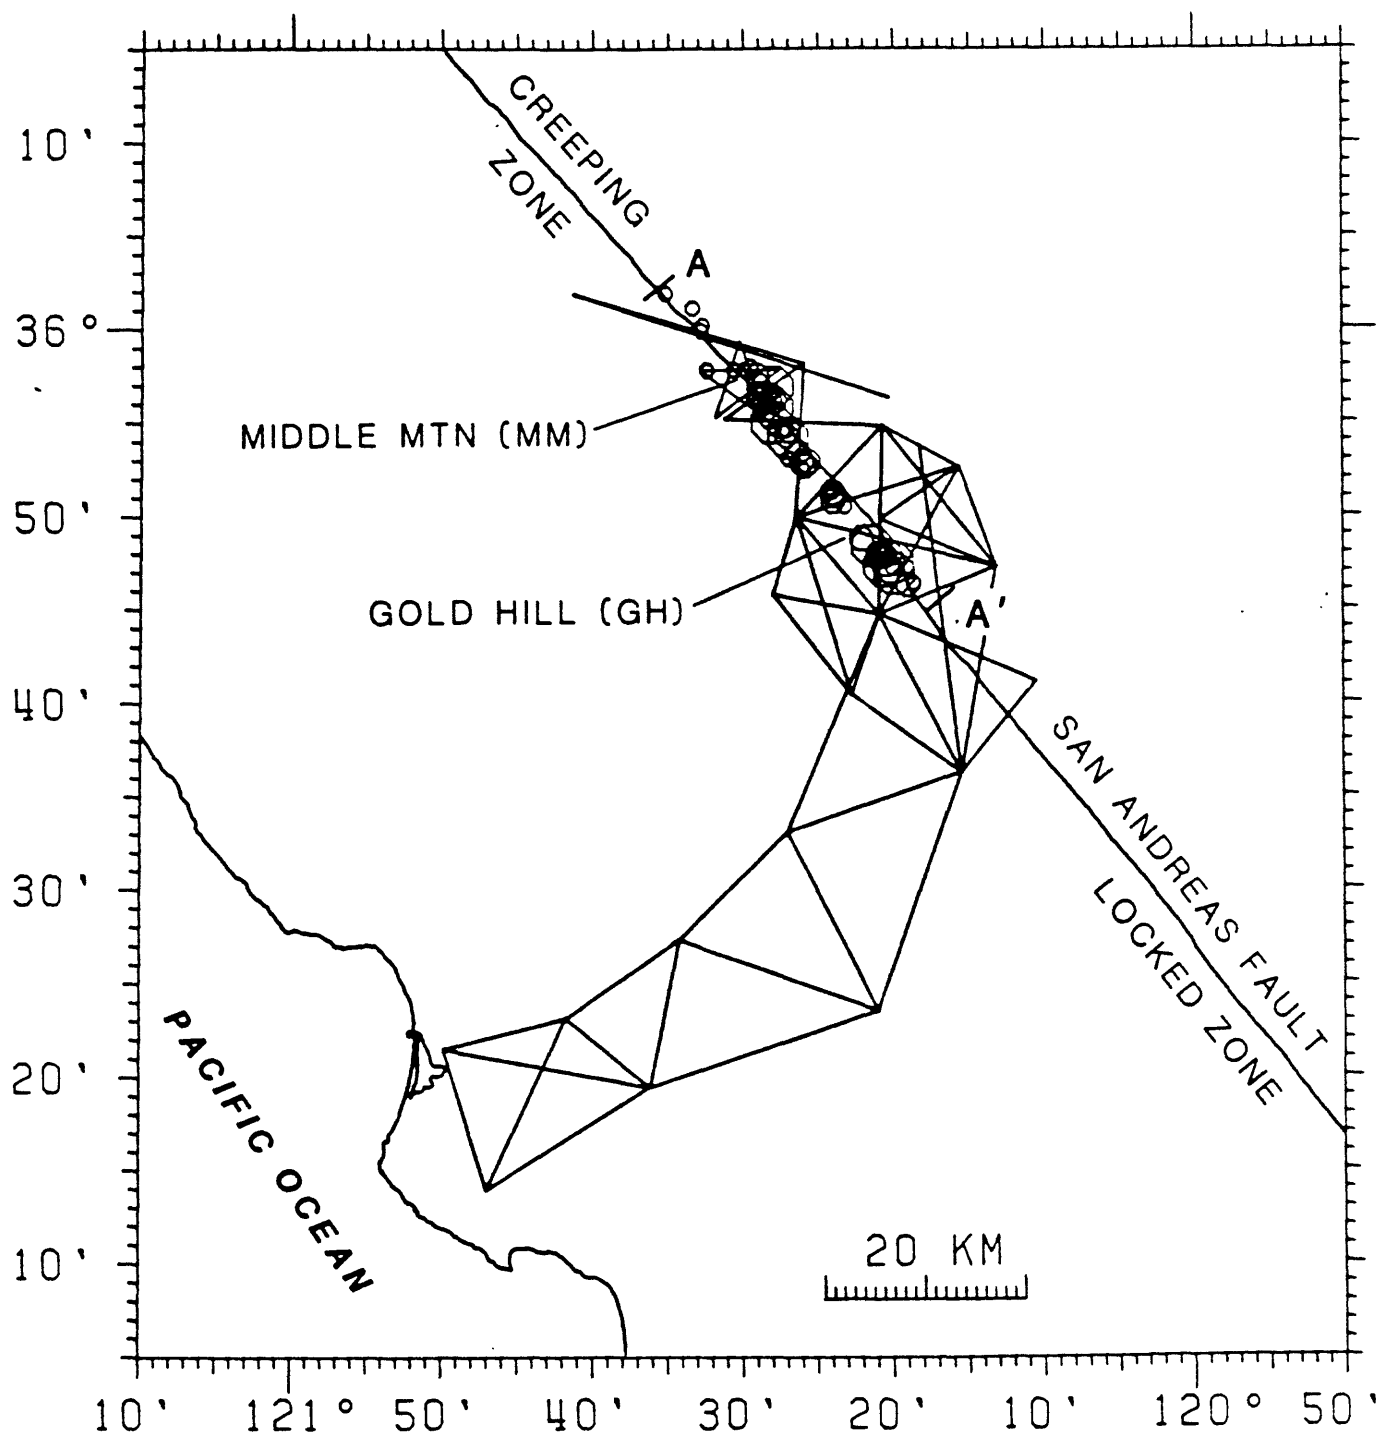 CREEPING
ZONE
10'
A
36°
MIDDLE MTN (MM)
50'
GOLD HILL (GH)
A'
40'
SAN ANDREAS FAULT
LOCKED ZONE
30'
PACIFIC OCEAN
20'
20 KM
10'
10' 121° 50' 40' 30' 20' 10' 120° 50'